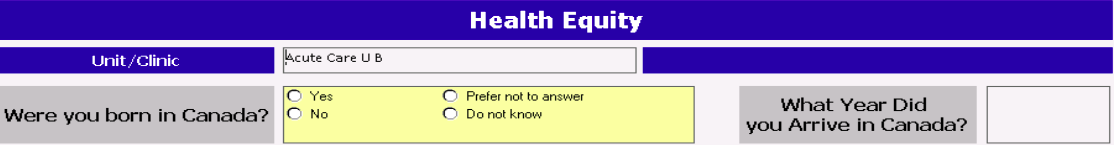 Health Equity
Unit/Clinic Acute Care U B
Were you born in Canada? Yes Prefer not to answer
No Do not know
What Year Did
you Arrive in Canada?